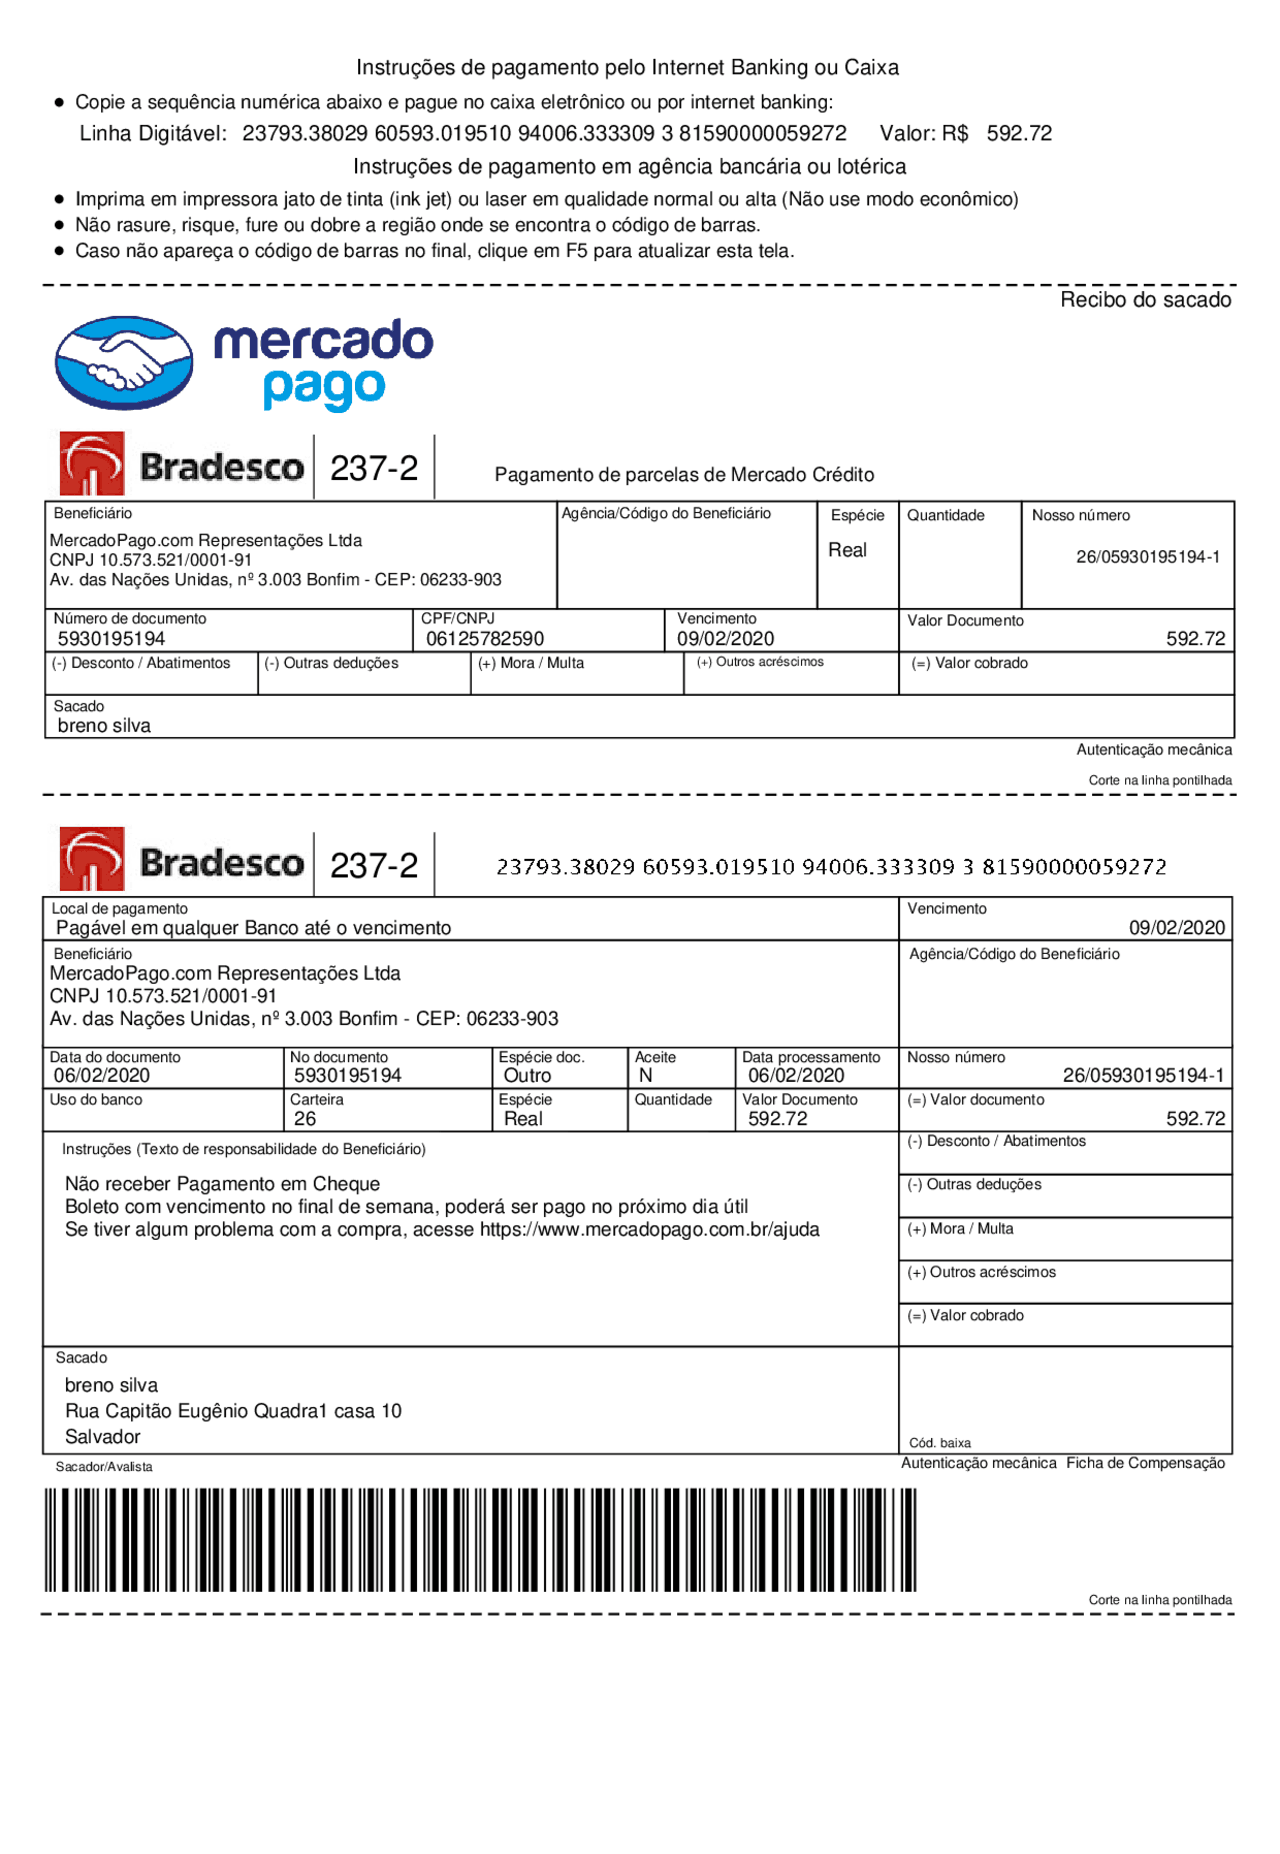 Instruções de pagamento pelo Internet Banking ou Caixa
● Copie a sequência numérica abaixo e pague no caixa eletrônico ou por internet banking:
Linha Digitável: 23793.38029 60593.019510 94006.333309 3 81590000059272 Valor: R$ 592.72
Instruções de pagamento em agência bancária ou lotérica
● Imprima em impressora jato de tinta (ink jet) ou laser em qualidade normal ou alta (Não use modo econômico)
● Não rasure, risque, fure ou dobre a região onde se encontra o código de barras.
● Caso não apareça o código de barras no final, clique em F5 para atualizar esta tela.
Recibo do sacado
mercado
pago
Bradesco 237-2 Pagamento de parcelas de Mercado Crédito
Beneficiário Agência/Código do Beneficiário Espécie Quantidade Nosso número
MercadoPago.com Representações Ltda Real 26/05930195194-1
CNPJ 10.573.521/0001-91
Av. das Nações Unidas, nº 3.003 Bonfim - CEP: 06233-903
Número de documento CPF/CNPJ Vencimento Valor Documento
5930195194 06125782590 09/02/2020 592.72
(-) Desconto / Abatimentos (-) Outras deduções (+) Mora / Multa (+) Outros acréscimos (=) Valor cobrado
Sacado
breno silva
Autenticação mecânica
Corte na linha pontilhada
Bradesco 237-2 23793.38029 60593.019510 94006.333309 3 81590000059272
Local de pagamento Vencimento
Pagável em qualquer Banco até o vencimento 09/02/2020
Beneficiário Agência/Código do Beneficiário
MercadoPago.com Representações Ltda
CNPJ 10.573.521/0001-91
Av. das Nações Unidas, nº 3.003 Bonfim - CEP: 06233-903
Data do documento No documento Espécie doc. Aceite Data processamento Nosso número
06/02/2020 5930195194 Outro N 06/02/2020 26/05930195194-1
Uso do banco Carteira Espécie Quantidade Valor Documento (=) Valor documento
26 Real 592.72 592.72
Instruções (Texto de responsabilidade do Beneficiário) (-) Desconto / Abatimentos
Não receber Pagamento em Cheque (-) Outras deduções
Boleto com vencimento no final de semana, poderá ser pago no próximo dia útil
Se tiver algum problema com a compra, acesse https://www.mercadopago.com.br/ajuda (+) Mora / Multa
(+) Outros acréscimos
(=) Valor cobrado
Sacado
breno silva
Rua Capitão Eugênio Quadra1 casa 10
Salvador
Cód. baixa
Sacador/Avalista Autenticação mecânica Ficha de Compensação
Corte na linha pontilhada